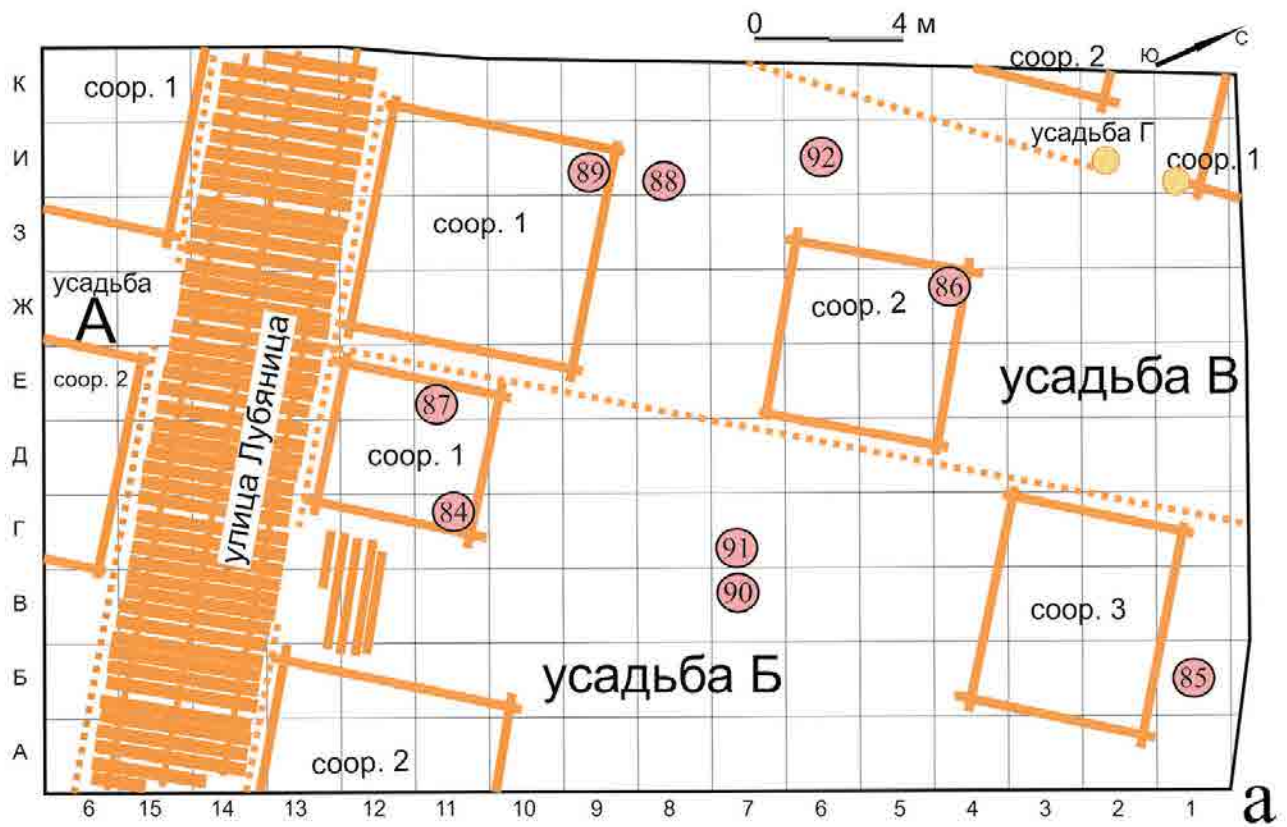 0 4 м
Ю С
К
соор. 1
соор. 2
усадьба Г
И
89
88
92
соор. 1
соор. 1
З
усадьба
А
Ж
соор. 2
86
улица Лубяница
усадьба В
Е
соор. 2
87
Д
соор. 1
84
Г
91
В
90
соор. 3
усадьба Б
Б
85
А
соор. 2
6 15 14 13 12 11 10 9 8 7 6 5 4 3 2 1
а